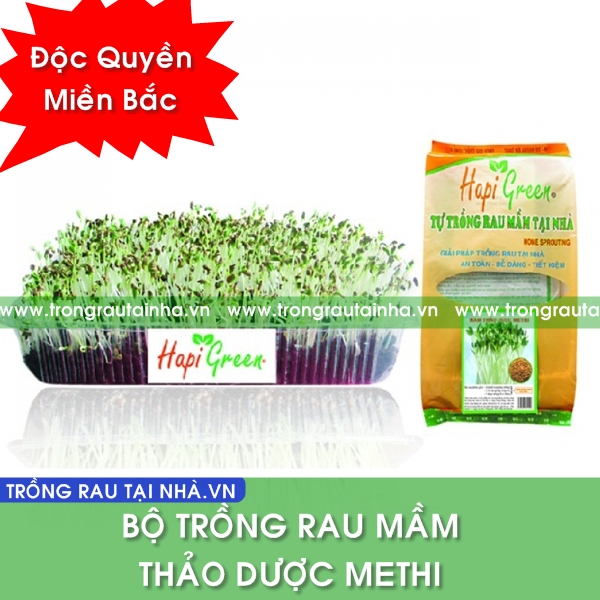 Độc Quyền
Miền Bắc
Hapi Green
TỰ TRỒNG RAU MẦM TẠI NHÀ
HOME SPROUTING
GIẢI PHÁP TRỒNG RAU TẠI NHÀ
AN TOÀN - DỄ DÀNG - TIẾT KIỆM
www.trongrautainha.vn www.trongrautainha.vn www.trongrautainha.vn
Hapi Green
TRỒNG RAU TẠI NHÀ.VN
BỘ TRỒNG RAU MẦM
THẢO DƯỢC METHI